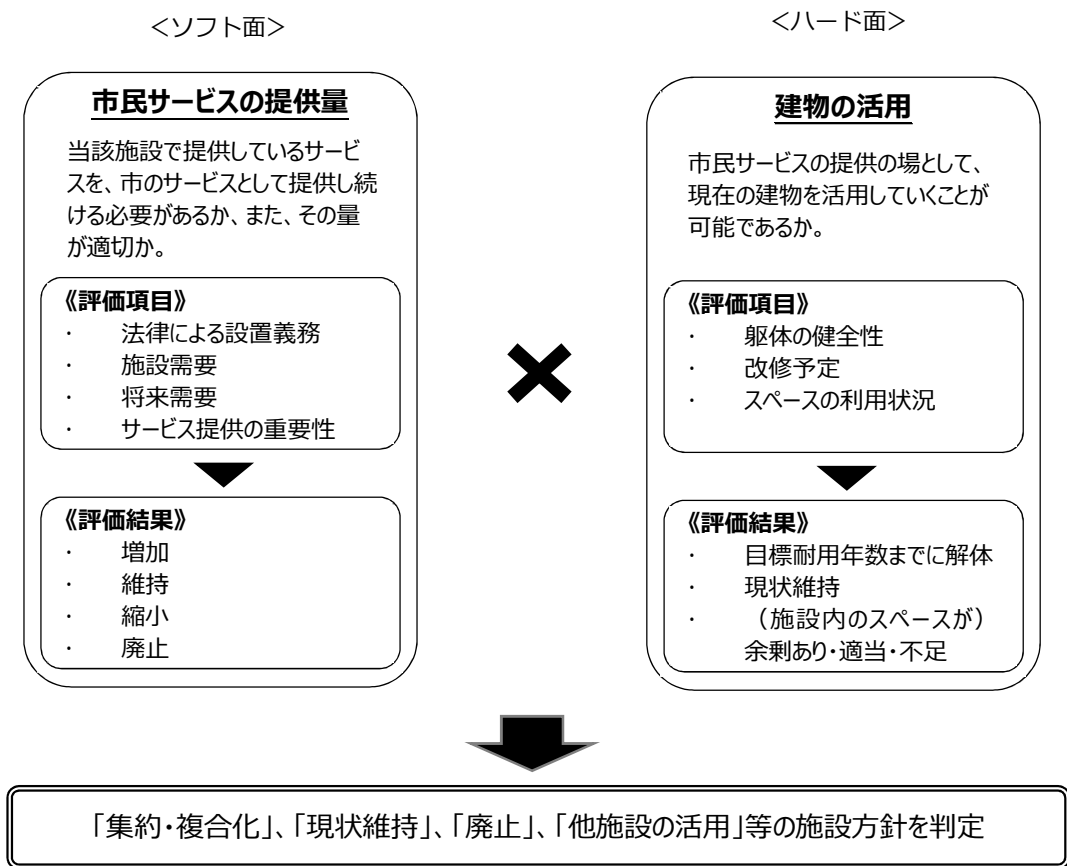 <ソフト面>
市民サービスの提供量
当該施設で提供しているサービ
スを、市のサービスとして提供し続
ける必要があるか、また、その量
が適切か。
《評価項目》
・ 法律による設置義務
・ 施設需要
・ 将来需要
・ サービス提供の重要性
《評価結果》
・ 増加
・ 維持
・ 縮小
・ 廃止
×
<ハード面>
建物の活用
市民サービスの提供の場として、
現在の建物を活用していくことが
可能であるか。
《評価項目》
・ 躯体の健全性
・ 改修予定
・ スペースの利用状況
《評価結果》
・ 目標耐用年数までに解体
・ 現状維持
・ （施設内のスペースが）
余剰あり・適当・不足
「集約・複合化」、「現状維持」、「廃止」、「他施設の活用」等の施設方針を判定